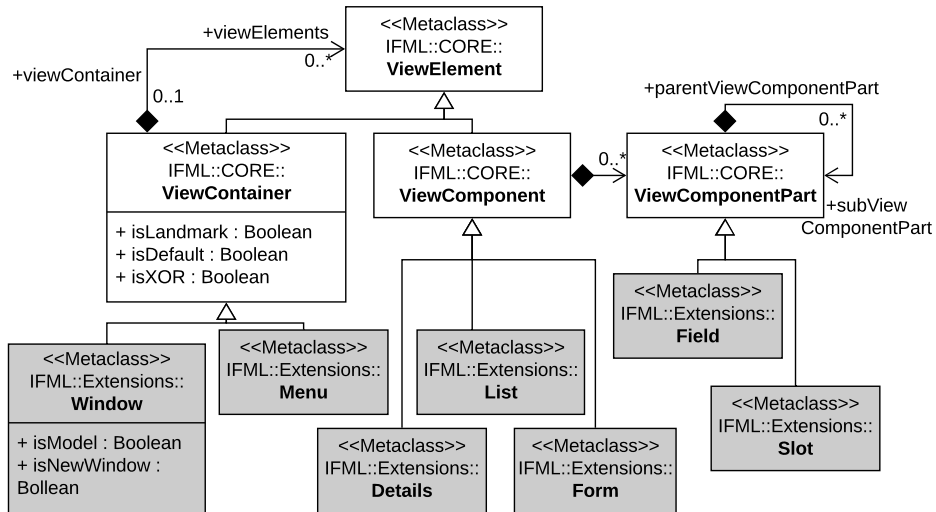 <<Metaclass>>
IFML::CORE::
ViewElement
+viewElements
0..*
+viewContainer
0..1
+parentViewComponentPart
0..*
<<Metaclass>>
IFML::CORE::
ViewContainer
+ isLandmark : Boolean
+ isDefault : Boolean
+ isXOR : Boolean
<<Metaclass>>
IFML::CORE::
ViewComponent
0..*
<<Metaclass>>
IFML::CORE::
ViewComponentPart
+subView
ComponentPart
<<Metaclass>>
IFML::Extensions::
Window
+ isModel : Boolean
+ isNewWindow :
Bollean
<<Metaclass>>
IFML::Extensions::
Menu
<<Metaclass>>
IFML::Extensions::
List
<<Metaclass>>
IFML::Extensions::
Field
<<Metaclass>>
IFML::Extensions::
Details
<<Metaclass>>
IFML::Extensions::
Form
<<Metaclass>>
IFML::Extensions::
Slot